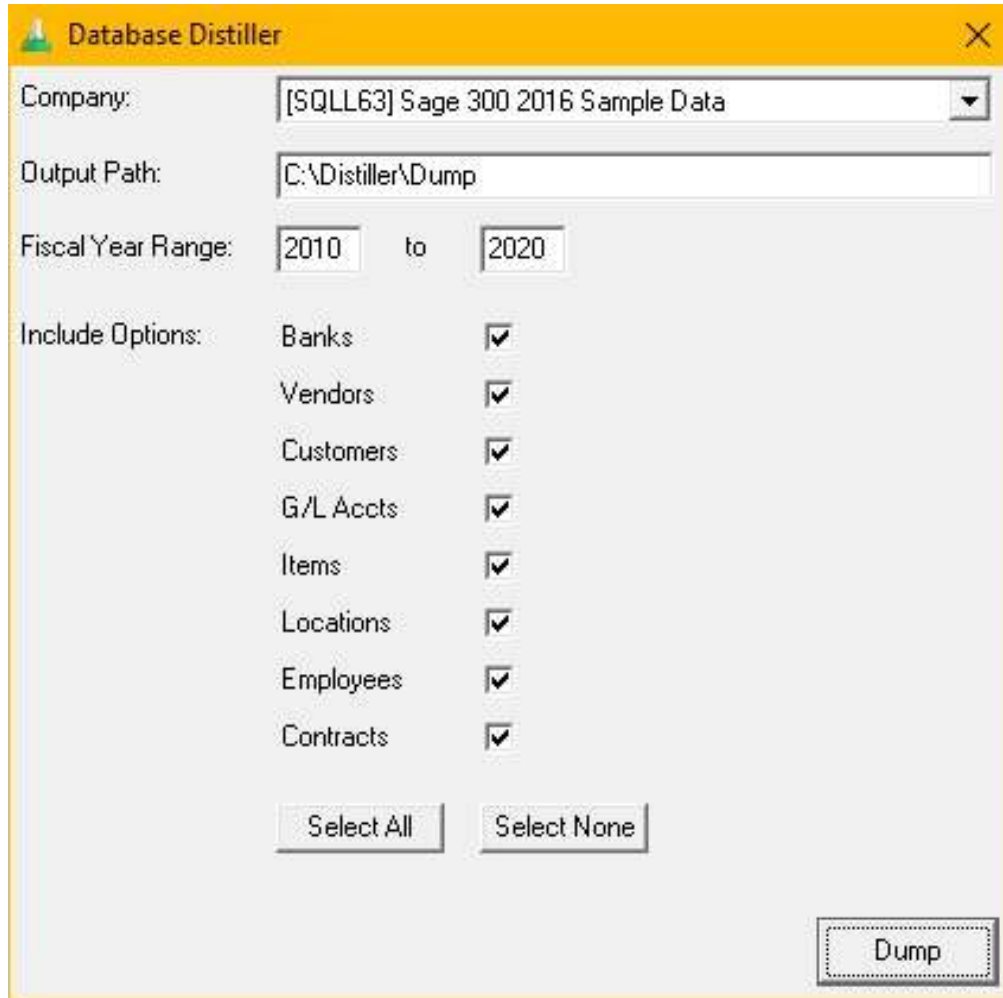 Database Distiller
Company: [SQLL63] Sage 300 2016 Sample Data
Output Path: C:\Distiller\Dump
Fiscal Year Range: 2010 to 2020
Include Options: Banks
Vendors
Customers
G/L Accts
Items
Locations
Employees
Contracts
Select All Select None
Dump